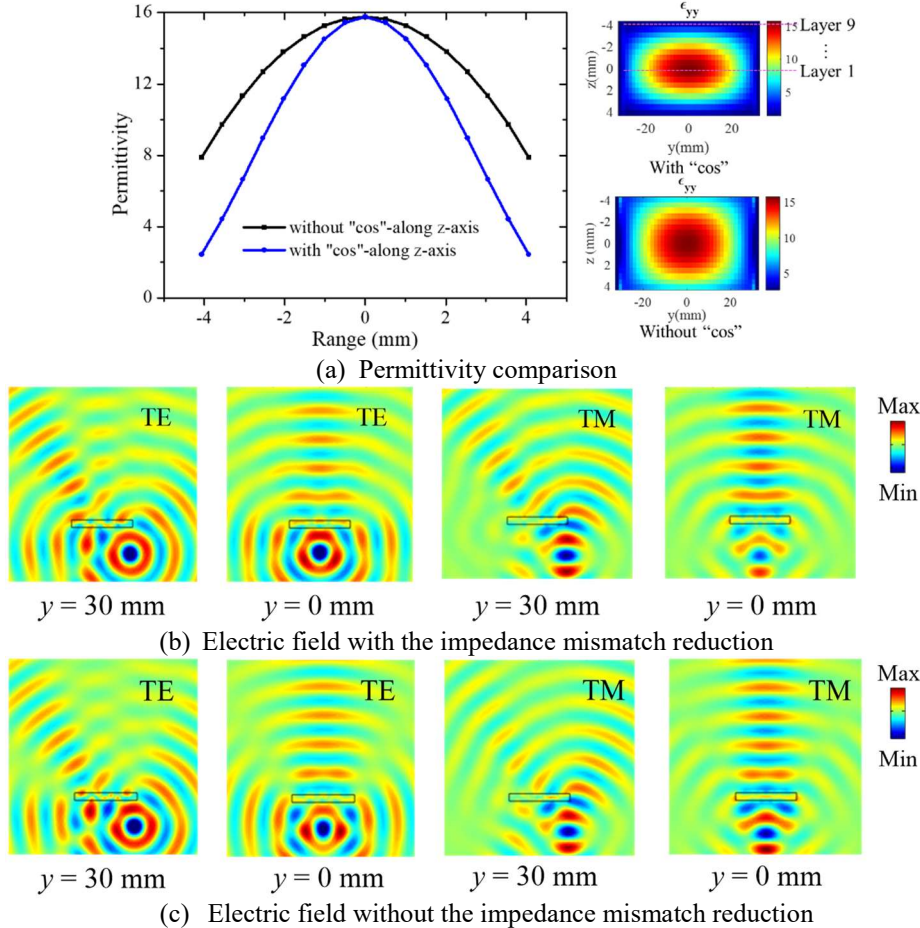 16
12
8
4
0
Permittivity
without "cos"-along z-axis
with "cos"-along z-axis
-4 -2 0 2 4
Range (mm)
ϵyy
-4
-2
0
2
4
z(mm)
-20 0 20
y(mm)
15
10
5
Layer 9
⋮
Layer 1
With “cos”
ϵyy
-4
-2
0
2
4
z (mm)
-20 0 20
y(mm)
15
10
5
Without “cos”
(a) Permittivity comparison
TE TE TM TM
Max
Min
y = 30 mm y = 0 mm y = 30 mm y = 0 mm
(b) Electric field with the impedance mismatch reduction
TE TE TM TM
Max
Min
y = 30 mm y = 0 mm y = 30 mm y = 0 mm
(c) Electric field without the impedance mismatch reduction